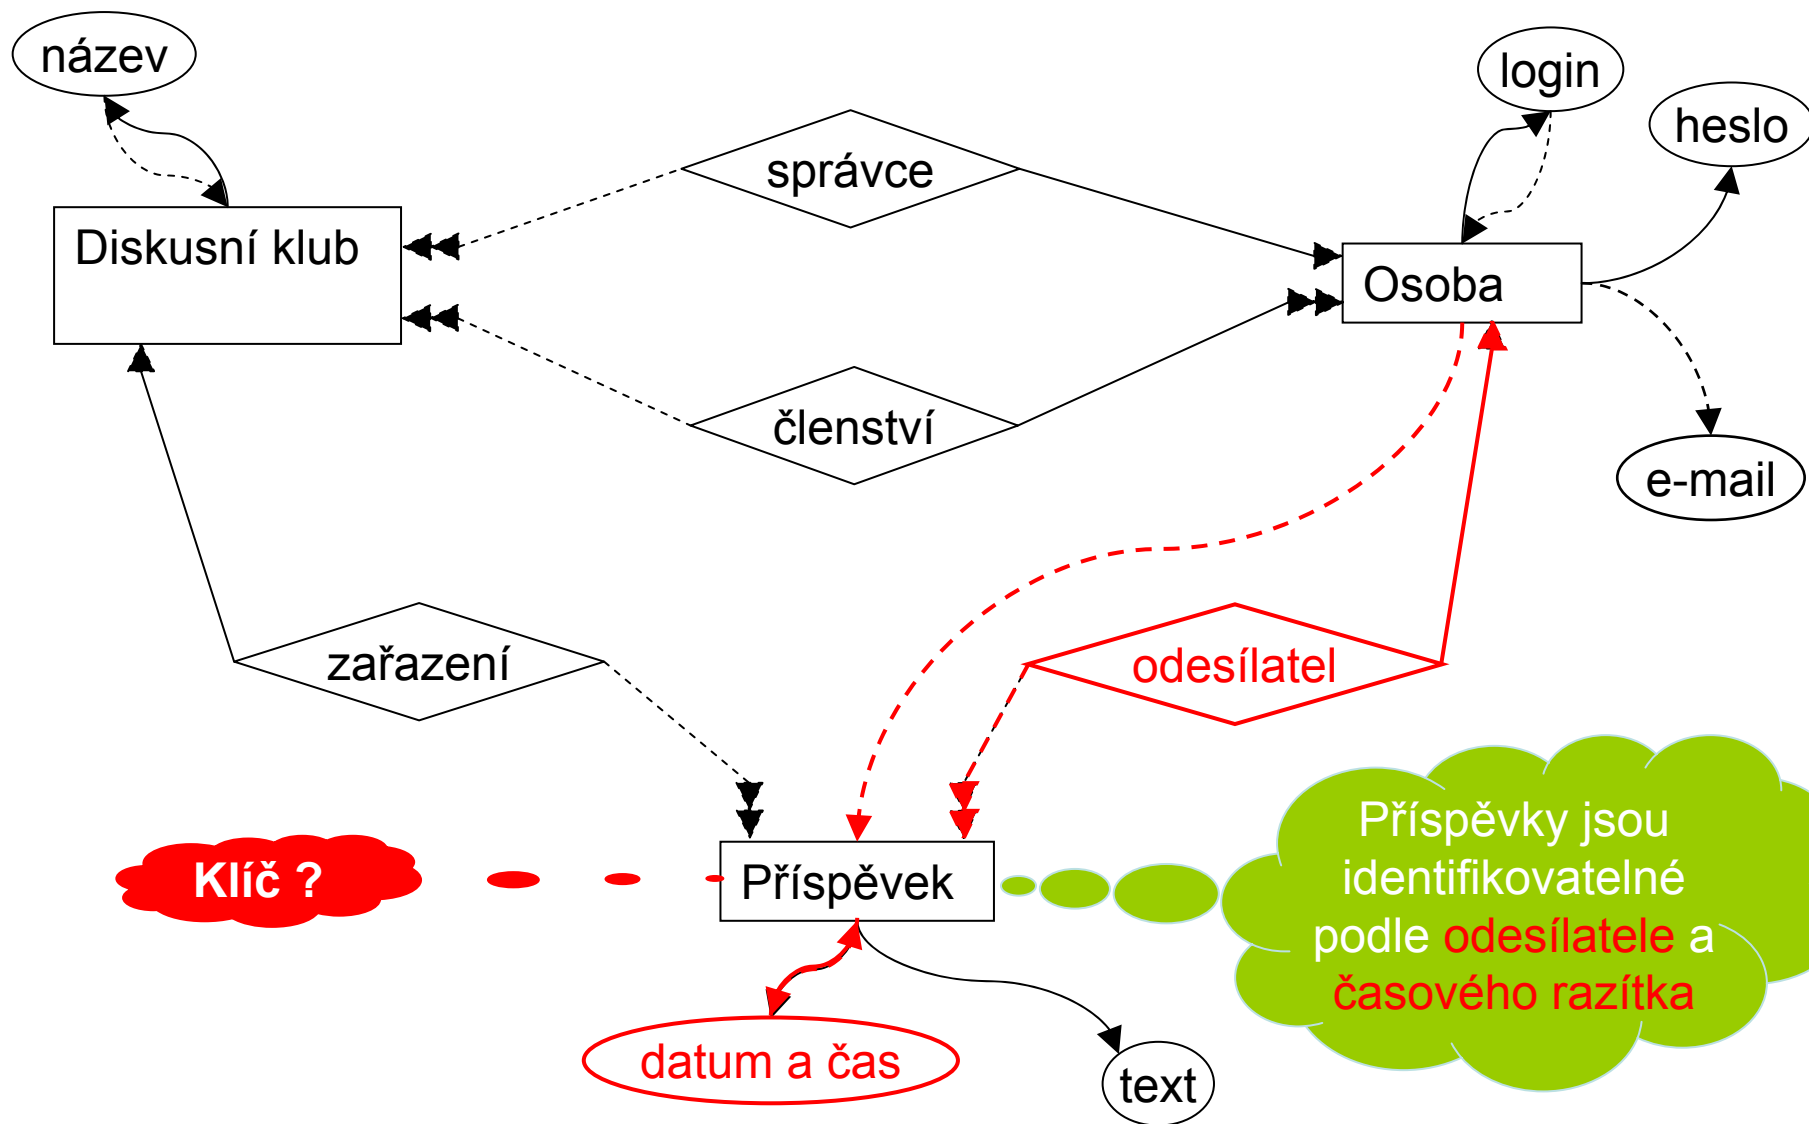 název
login
heslo
správce
Diskusní klub
Osoba
členství
e-mail
zařazení
odesílatel
Příspěvky jsou
identifikovatelné
podle odesílatele a
časového razítka
Klíč ?
Příspěvek
datum a čas
text